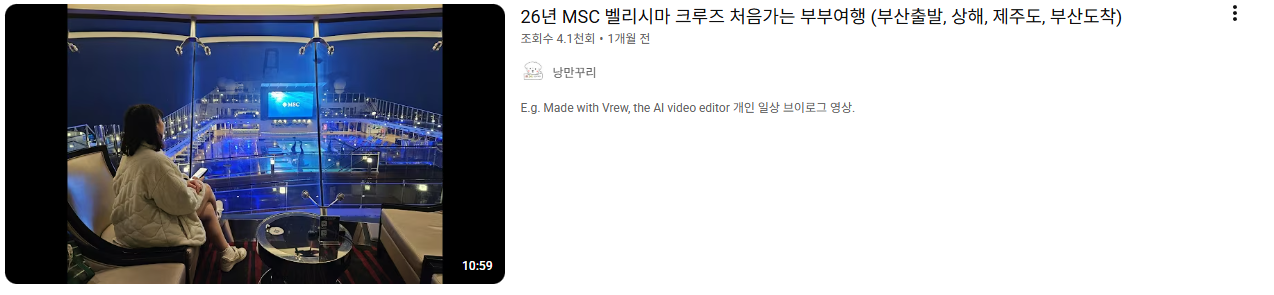 26년 MSC 벨리시마 크루즈 처음가는 부부여행 (부산출발, 상해, 제주도, 부산도착)
조회수 4.1천회 • 1개월 전
낭만꾸리
E.g. Made with Vrew, the AI video editor 개인 일상 브이로그 영상.
MSC
10:59